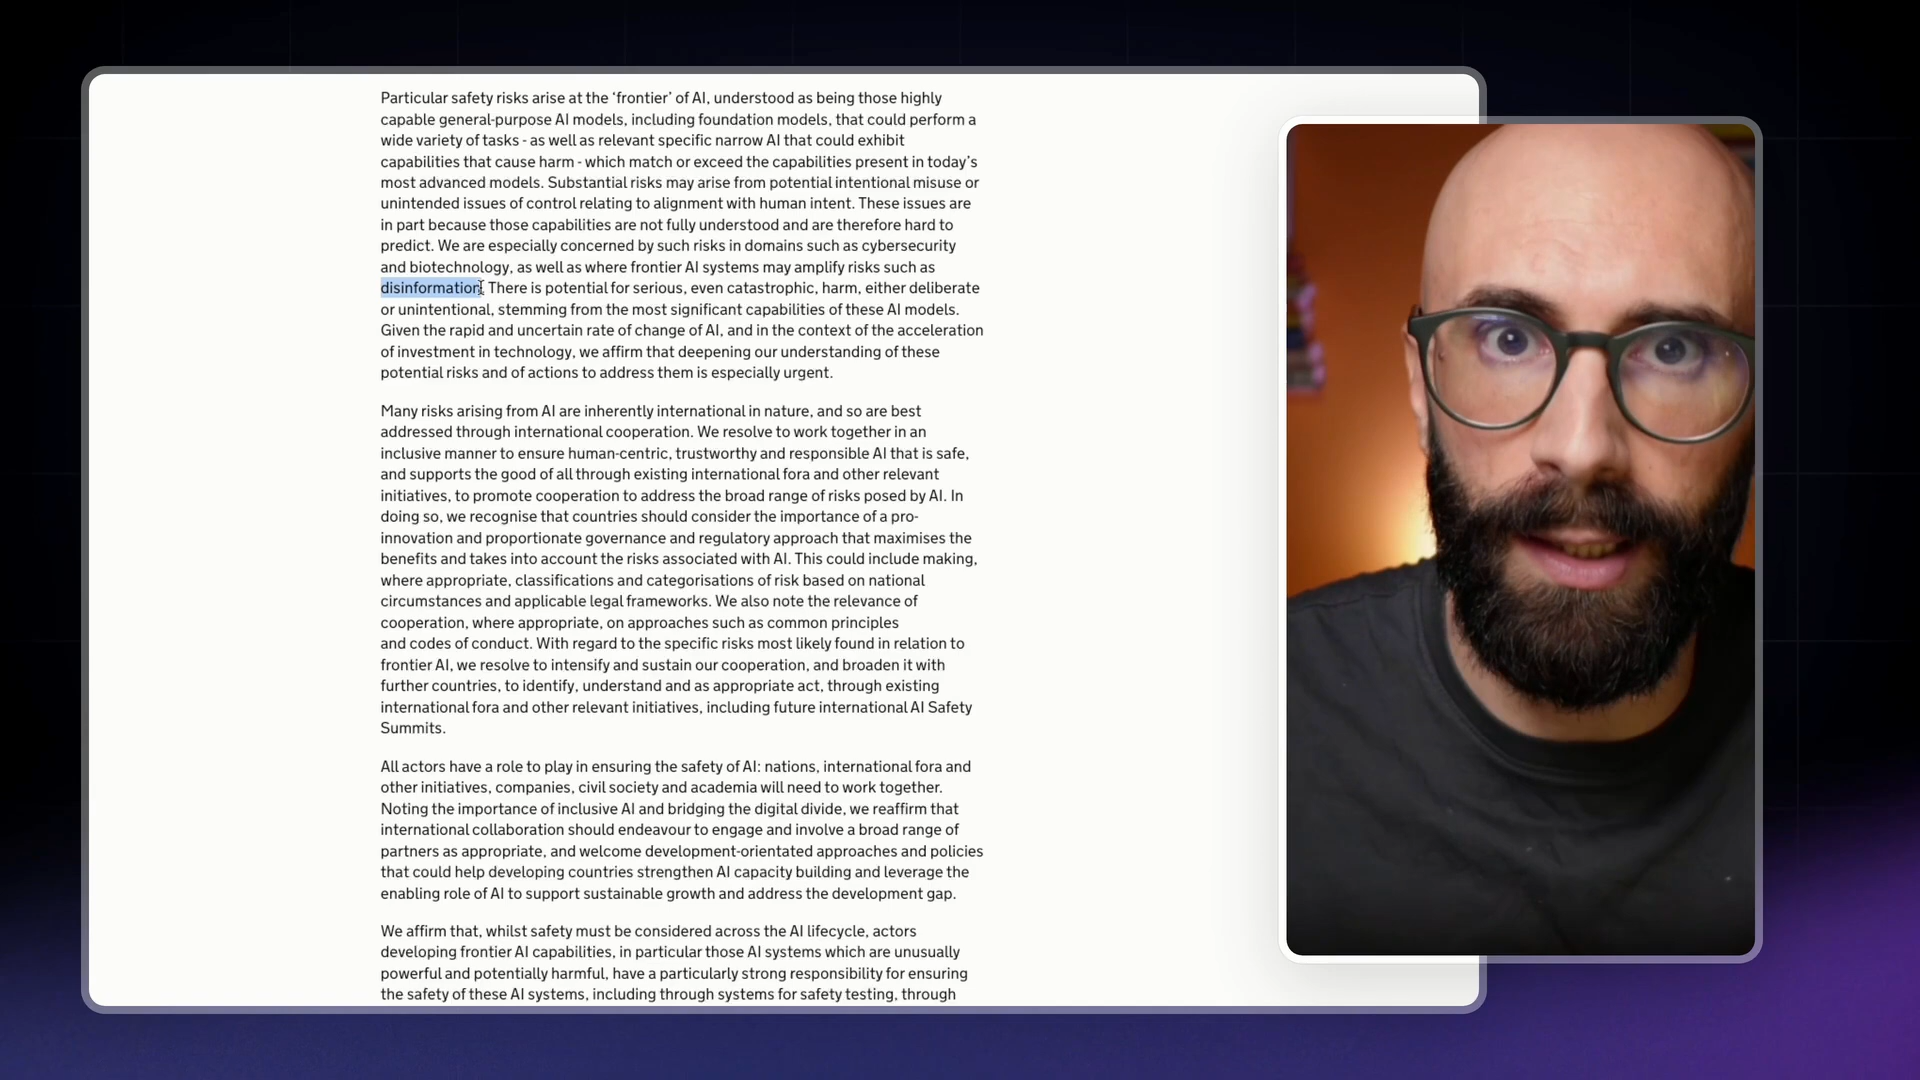 Particular safety risks arise at the ‘frontier’ of AI, understood as being those highly
capable general-purpose AI models, including foundation models, that could perform a
wide variety of tasks - as well as relevant specific narrow AI that could exhibit
capabilities that cause harm - which match or exceed the capabilities present in today’s
most advanced models. Substantial risks may arise from potential intentional misuse or
unintended issues of control relating to alignment with human intent. These issues are
in part because those capabilities are not fully understood and are therefore hard to
predict. We are especially concerned by such risks in domains such as cybersecurity
and biotechnology, as well as where frontier AI systems may amplify risks such as
disinformation. There is potential for serious, even catastrophic, harm, either deliberate
or unintentional, stemming from the most significant capabilities of these AI models.
Given the rapid and uncertain rate of change of AI, and in the context of the acceleration
of investment in technology, we affirm that deepening our understanding of these
potential risks and of actions to address them is especially urgent.
Many risks arising from AI are inherently international in nature, and so are best
addressed through international cooperation. We resolve to work together in an
inclusive manner to ensure human-centric, trustworthy and responsible AI that is safe,
and supports the good of all through existing international fora and other relevant
initiatives, to promote cooperation to address the broad range of risks posed by AI. In
doing so, we recognise that countries should consider the importance of a pro-
innovation and proportionate governance and regulatory approach that maximises the
benefits and takes into account the risks associated with AI. This could include making,
where appropriate, classifications and categorisations of risk based on national
circumstances and applicable legal frameworks. We also note the relevance of
cooperation, where appropriate, on approaches such as common principles
and codes of conduct. With regard to the specific risks most likely found in relation to
frontier AI, we resolve to intensify and sustain our cooperation, and broaden it with
further countries, to identify, understand and as appropriate act, through existing
international fora and other relevant initiatives, including future international AI Safety
Summits.
All actors have a role to play in ensuring the safety of AI: nations, international fora and
other initiatives, companies, civil society and academia will need to work together.
Noting the importance of inclusive AI and bridging the digital divide, we reaffirm that
international collaboration should endeavour to engage and involve a broad range of
partners as appropriate, and welcome development-orientated approaches and policies
that could help developing countries strengthen AI capacity building and leverage the
enabling role of AI to support sustainable growth and address the development gap.
We affirm that, whilst safety must be considered across the AI lifecycle, actors
developing frontier AI capabilities, in particular those AI systems which are unusually
powerful and potentially harmful, have a particularly strong responsibility for ensuring
the safety of these AI systems, including through systems for safety testing, through